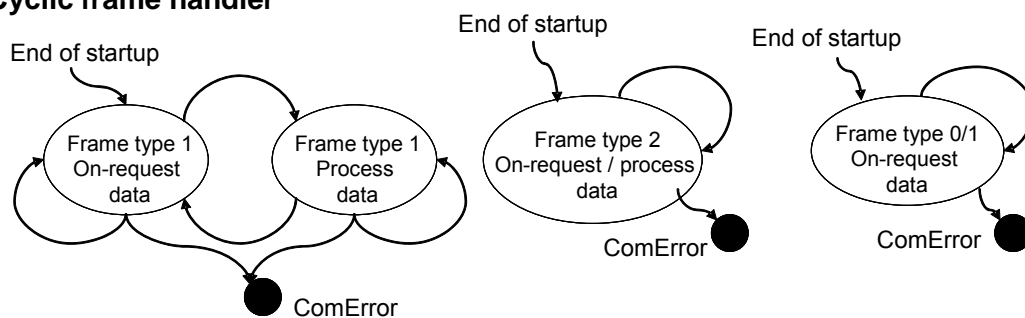 Cyclic frame handler
End of startup
Frame type 1
On-request
data
Frame type 1
Process
data
ComError
End of startup
Frame type 2
On-request / process
data
ComError
End of startup
Frame type 0/1
On-request
data
ComError